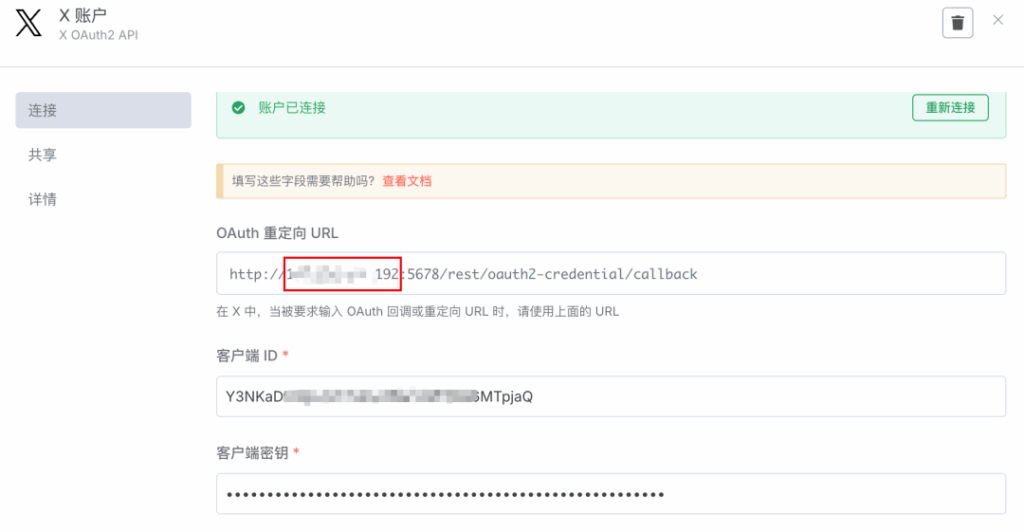 X 账户
X OAuth2 API
连接
共享
详情
账户已连接
重新连接
填写这些字段需要帮助吗? 查看文档
OAuth 重定向 URL
http:// 192:5678/rest/oauth2-credential/callback
在 X 中，当被要求输入 OAuth 回调或重定向 URL 时，请使用上面的 URL
客户端 ID *
Y3NKaD MTpjaQ
客户端密钥 *